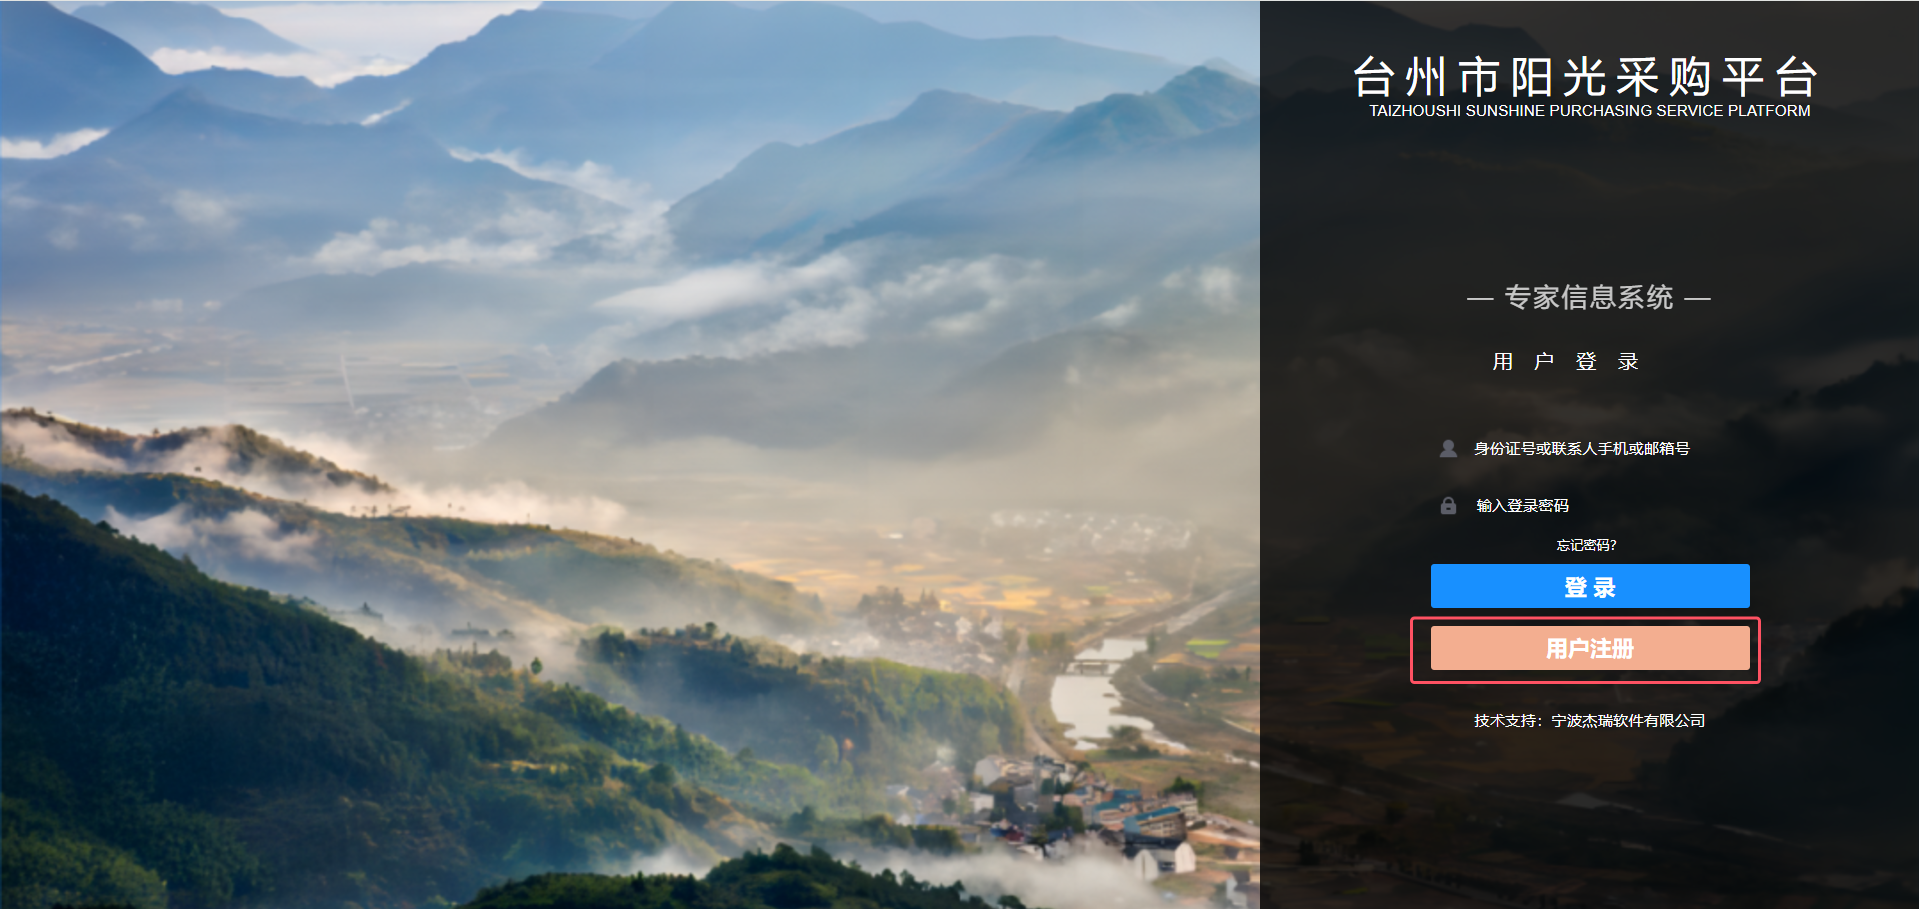 台州市阳光采购平台
TAIZHOUSHI SUNSHINE PURCHASING SERVICE PLATFORM
— 专家信息系统 —
用 户 登 录
身份证号或联系人手机或邮箱号
输入登录密码
忘记密码?
登 录
用户注册
技术支持：宁波杰瑞软件有限公司